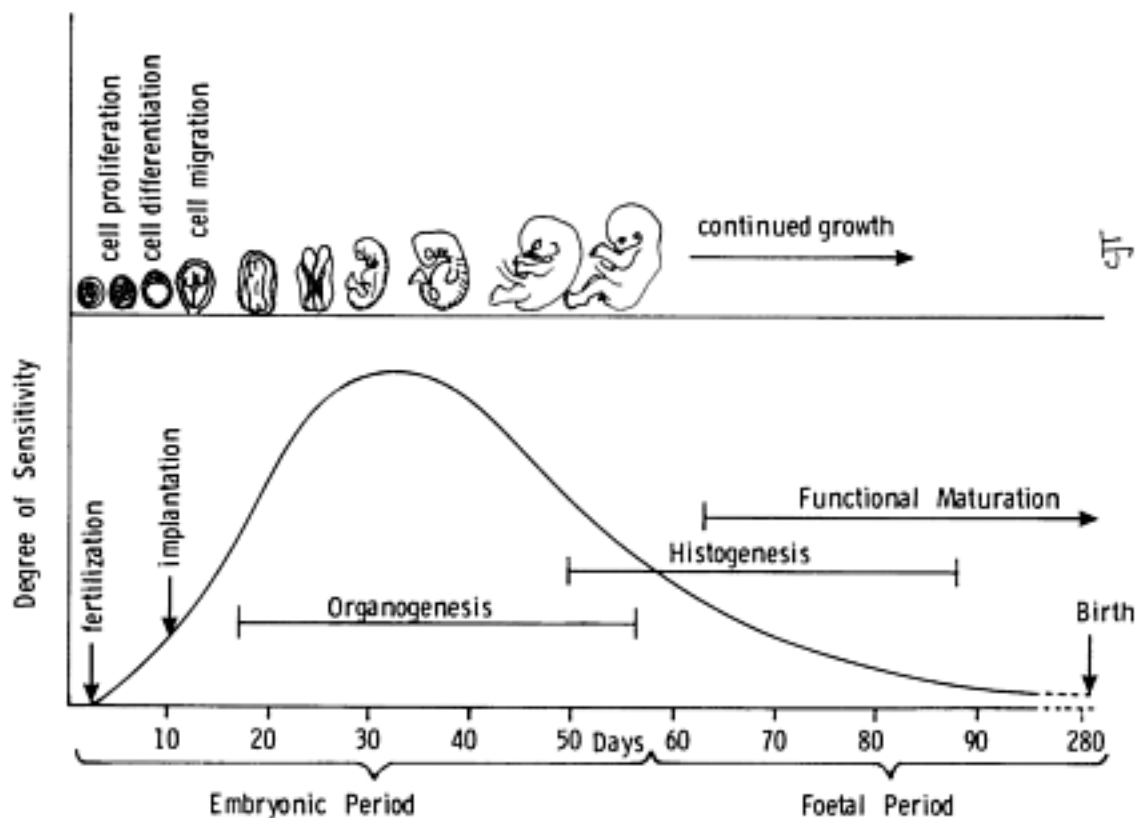 cell proliferation
cell differentiation
cell migration
continued growth
Degree of Sensitivity
fertilization
implantation
Organogenesis
Histogenesis
Functional Maturation
Birth
10 20 30 40 50 Days 60 70 80 90 280
Embryonic Period
Foetal Period